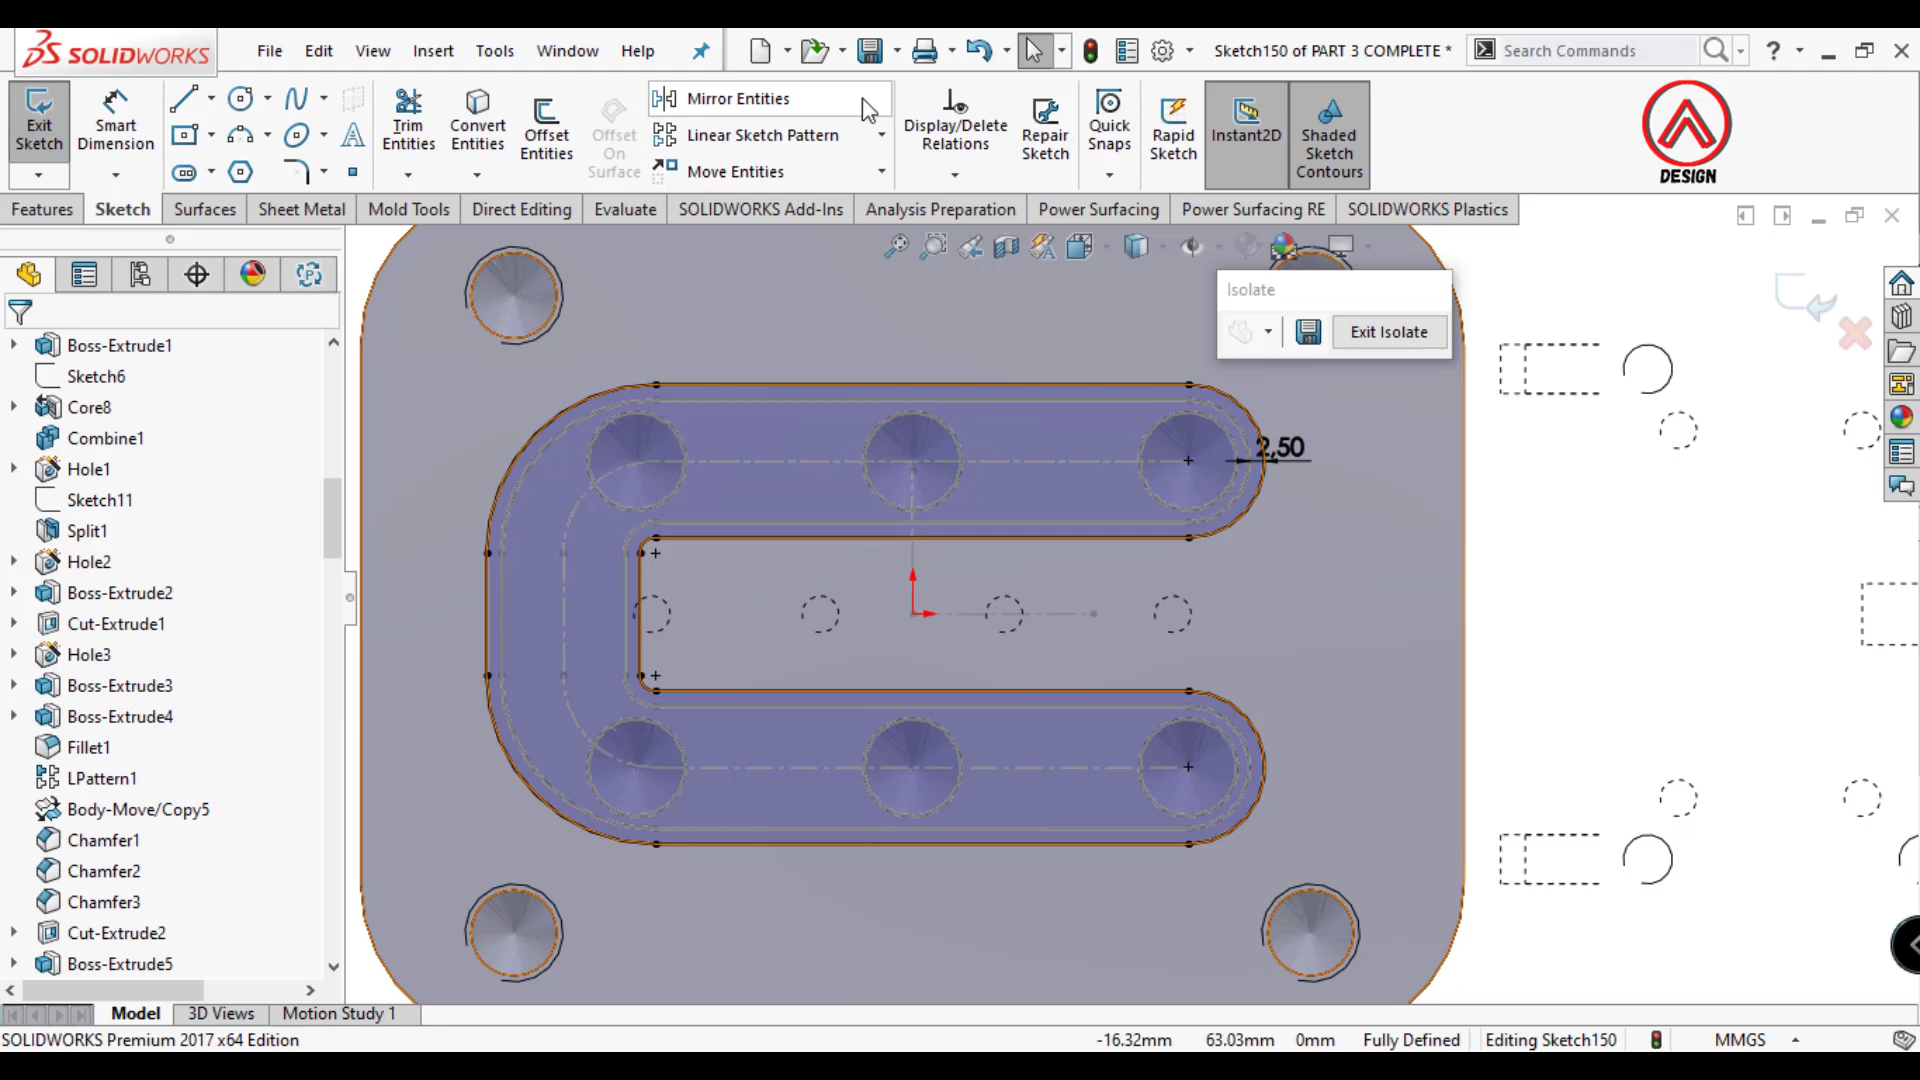 SOLIDWORKS
File Edit View Insert Tools Window Help
Sketch150 of PART 3 COMPLETE *
Search Commands
?
Exit Sketch
Smart Dimension
Trim Entities
Convert Entities
Offset Entities
Offset On Surface
Mirror Entities
Linear Sketch Pattern
Move Entities
Display/Delete Relations
Repair Sketch
Quick Snaps
Rapid Sketch
Instant2D
Shaded Sketch Contours
DESIGN
Features Sketch Surfaces Sheet Metal Mold Tools Direct Editing Evaluate SOLIDWORKS Add-Ins Analysis Preparation Power Surfacing Power Surfacing RE SOLIDWORKS Plastics
Isolate
Exit Isolate
Boss-Extrude1
Sketch6
Core8
Combine1
Hole1
Sketch11
Split1
Hole2
Boss-Extrude2
Cut-Extrude1
Hole3
Boss-Extrude3
Boss-Extrude4
Fillet1
LPattern1
Body-Move/Copy5
Chamfer1
Chamfer2
Chamfer3
Cut-Extrude2
Boss-Extrude5
2,50
Model 3D Views Motion Study 1
SOLIDWORKS Premium 2017 x64 Edition
-16.32mm 63.03mm 0mm Fully Defined Editing Sketch150 MMGS